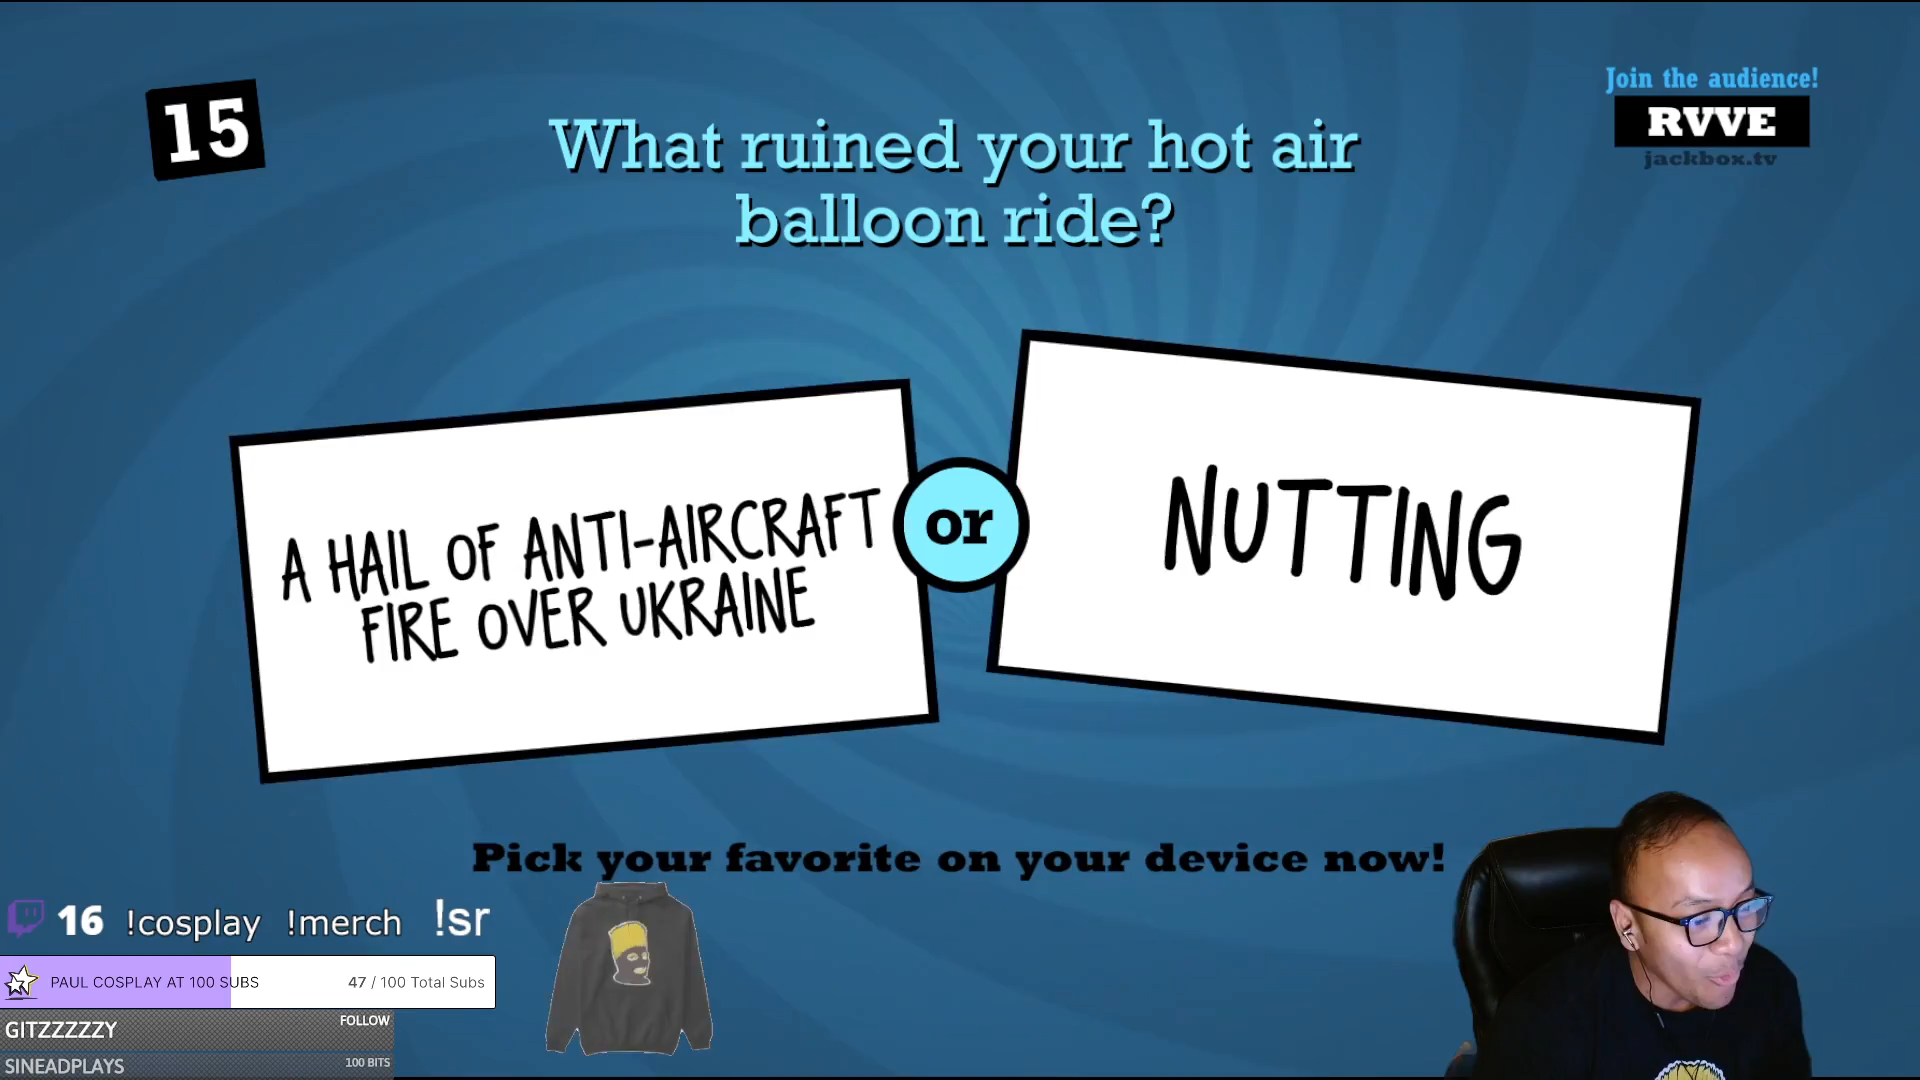 15
Join the audience!
RVVE
jackbox.tv
What ruined your hot air
balloon ride?
A HAIL OF ANTI-AIRCRAFT
FIRE OVER UKRAINE
or
NUTTING
Pick your favorite on your device now!
16 !cosplay !merch !sr
PAUL COSPLAY AT 100 SUBS 47 / 100 Total Subs
GITZZZZZY FOLLOW
SINEADPLAYS 100 BITS